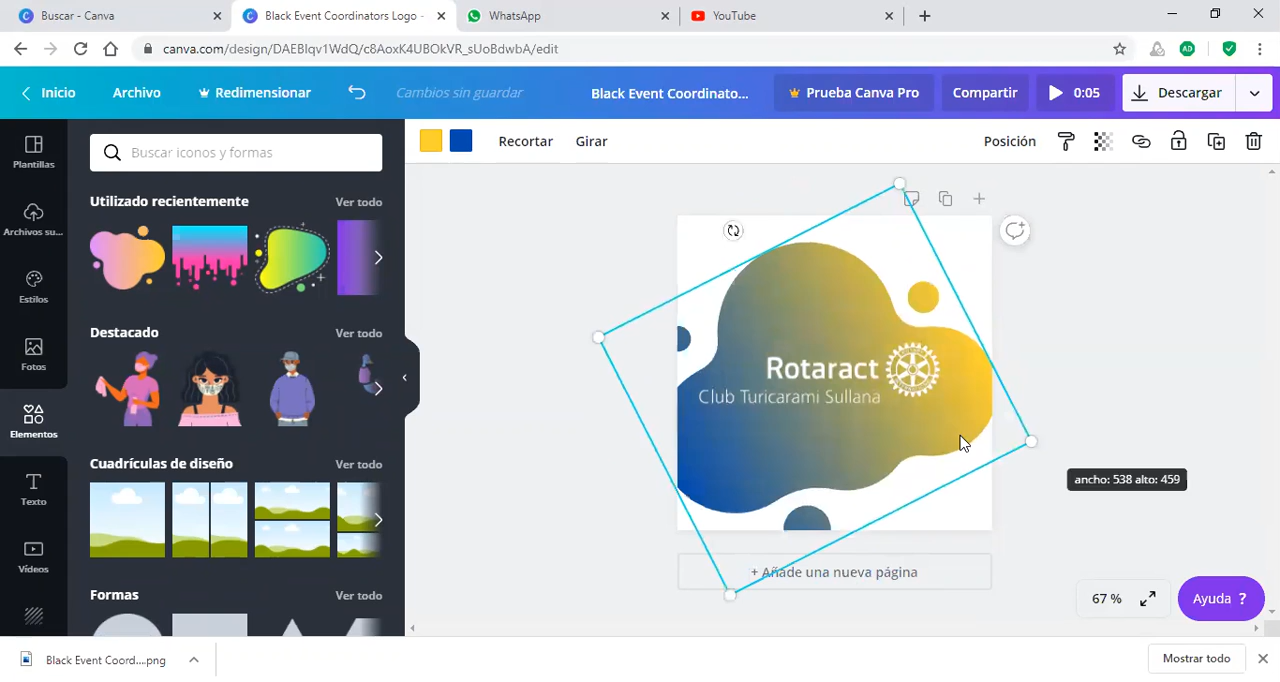 Buscar - Canva
Black Event Coordinators Logo -
WhatsApp
YouTube
canva.com/design/DAEBlqv1WdQ/c8AoxK4UBOkVR_sUoBdwbA/edit
Inicio
Archivo
Redimensionar
Cambios sin guardar
Black Event Coordinato...
Prueba Canva Pro
Compartir
0:05
Descargar
Plantillas
Archivos su...
Estilos
Fotos
Elementos
Texto
Vídeos
Buscar iconos y formas
Utilizado recientemente
Ver todo
Destacado
Ver todo
Cuadrículas de diseño
Ver todo
Formas
Ver todo
Recortar
Girar
Posición
Rotaract
Club Turicarami Sullana
ancho: 538 alto: 459
+ Añade una nueva página
67 %
Ayuda ?
Black Event Coord....png
Mostrar todo